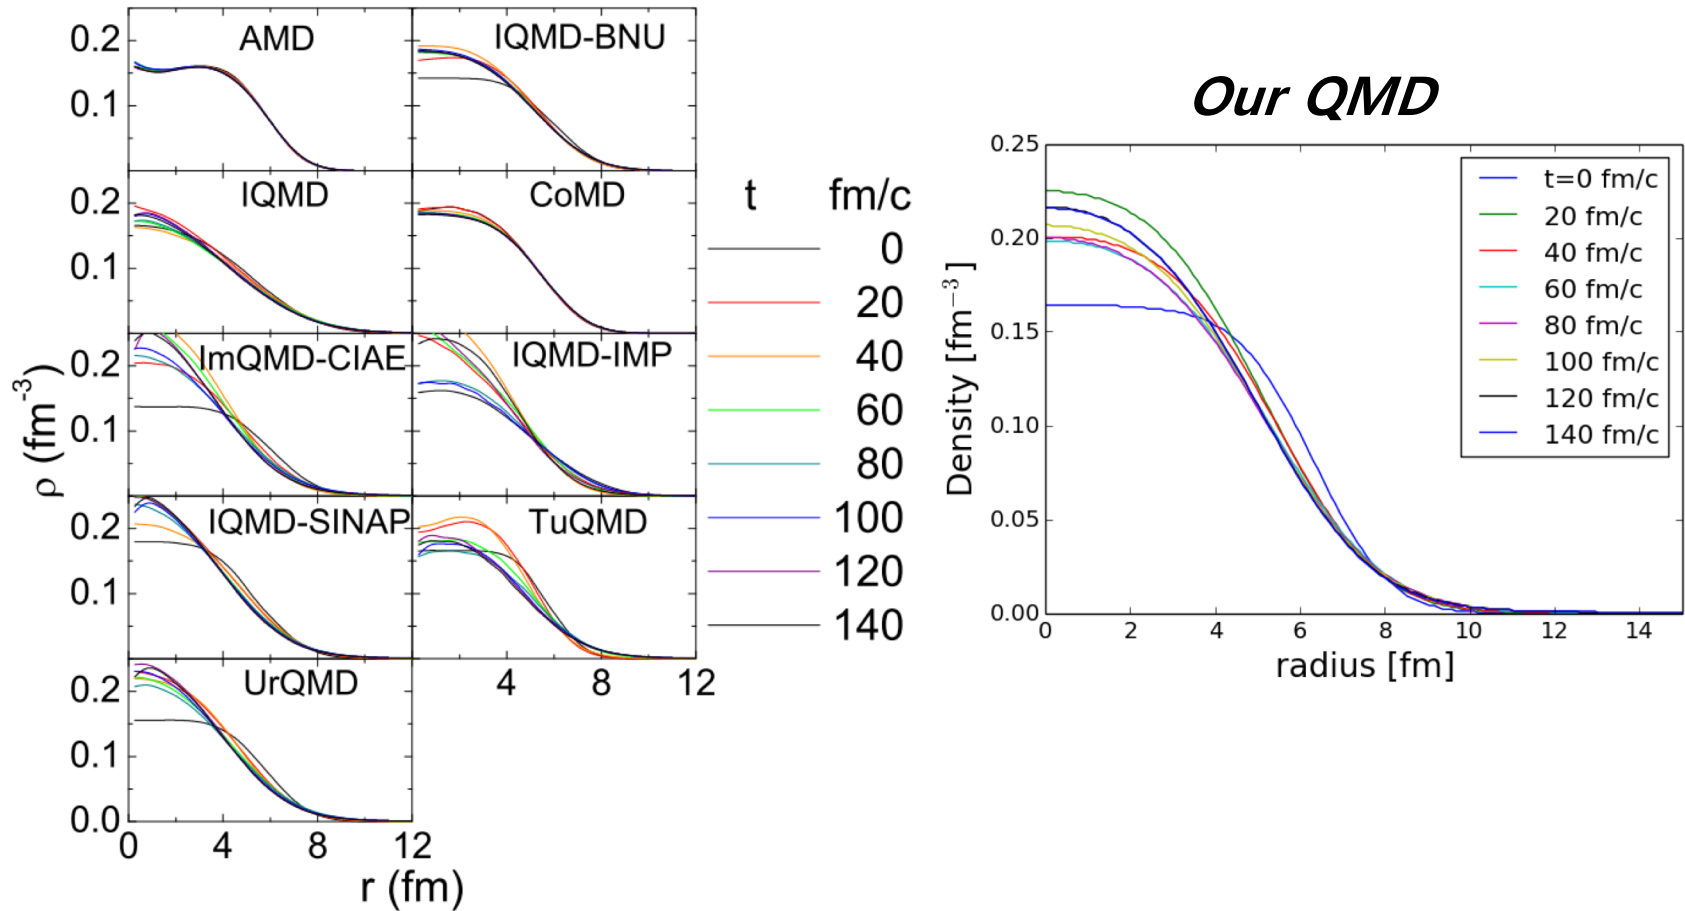 AMD
IQMD-BNU
0.2
0.1
IQMD
CoMD
0.2
0.1
ImQMD-CIAE
IQMD-IMP
0.2
0.1
IQMD-SINAP
TuQMD
0.2
0.1
UrQMD
0.2
0.1
0.0
0 4 8 12
4 8 12
ρ (fm-3)
r (fm)
t fm/c
0
20
40
60
80
100
120
140
Our QMD
0.25
0.20
0.15
0.10
0.05
0.00
0 2 4 6 8 10 12 14
Density [fm−3]
radius [fm]
t=0 fm/c
20 fm/c
40 fm/c
60 fm/c
80 fm/c
100 fm/c
120 fm/c
140 fm/c